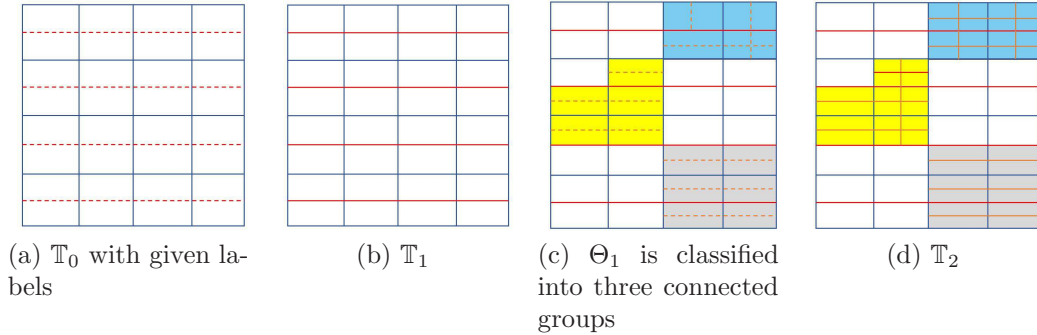 (a) 𝕋₀ with given la-
bels
(b) 𝕋₁
(c) Θ₁ is classified
into three connected
groups
(d) 𝕋₂